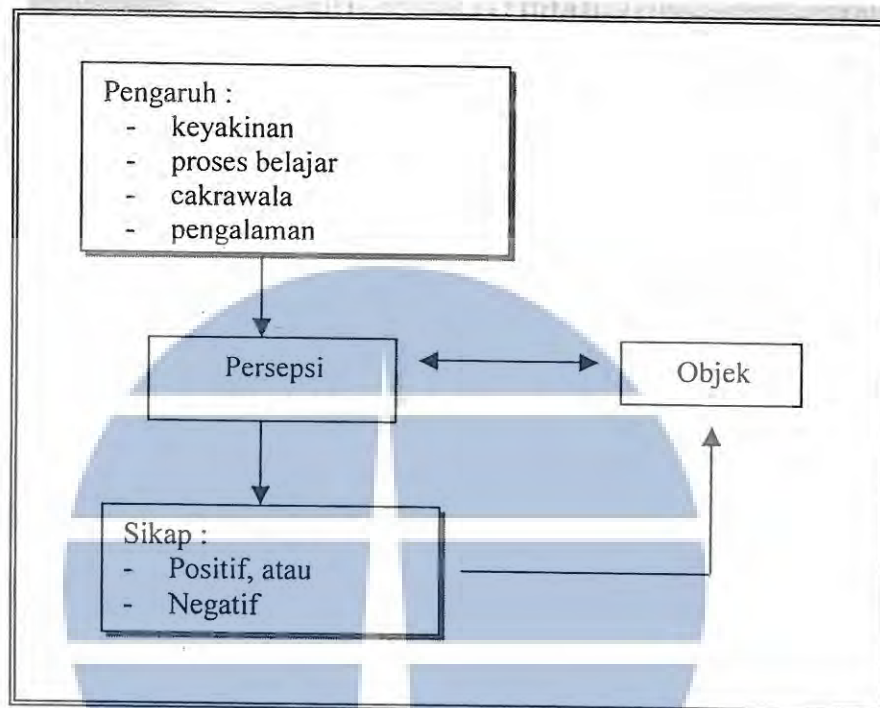 Pengaruh :
- keyakinan
- proses belajar
- cakrawala
- pengalaman
Persepsi
Objek
Sikap :
- Positif, atau
- Negatif